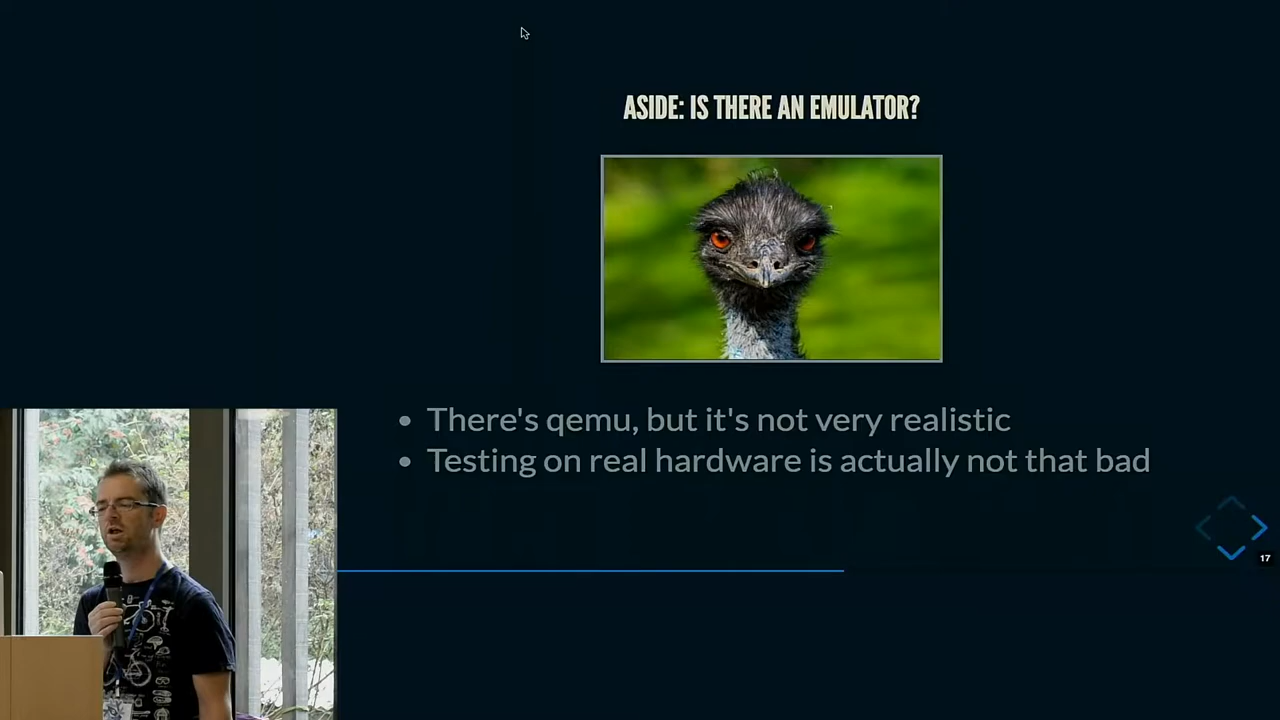 ASIDE: IS THERE AN EMULATOR?
There's qemu, but it's not very realistic
Testing on real hardware is actually not that bad
17